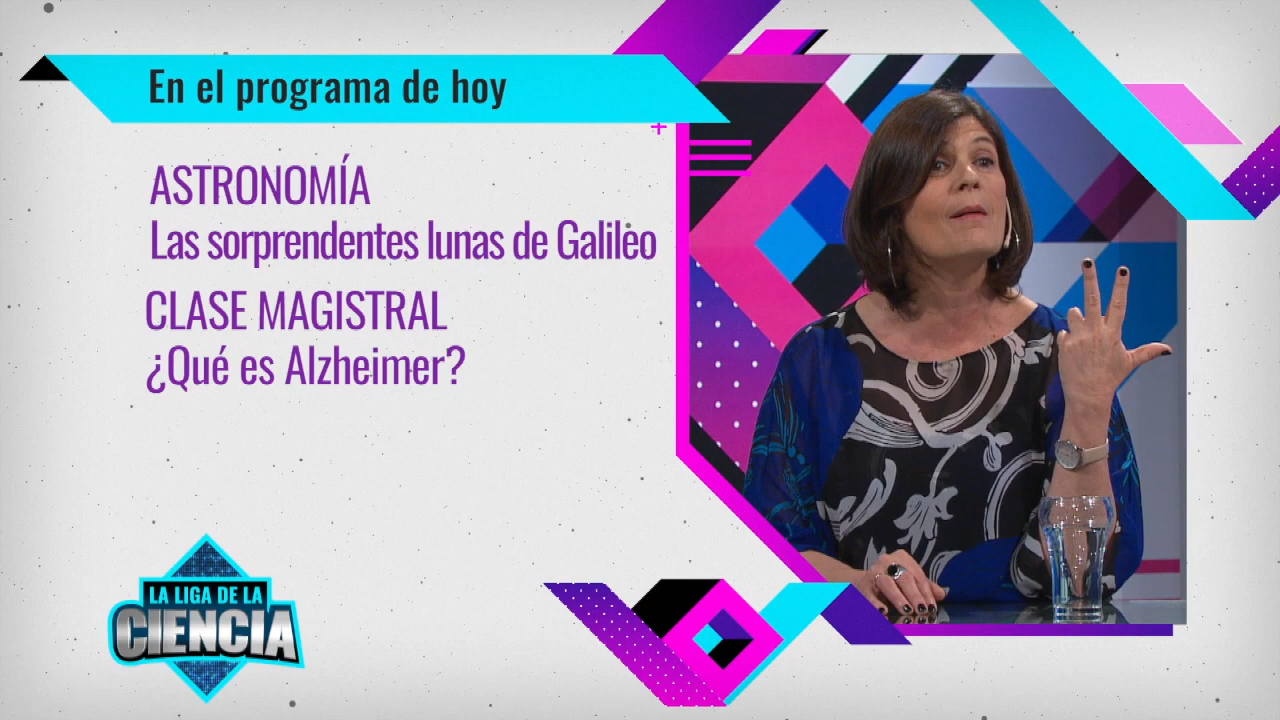 En el programa de hoy
ASTRONOMÍA
Las sorprendentes lunas de Galileo
CLASE MAGISTRAL
¿Qué es Alzheimer?
LA LIGA DE LA
CIENCIA